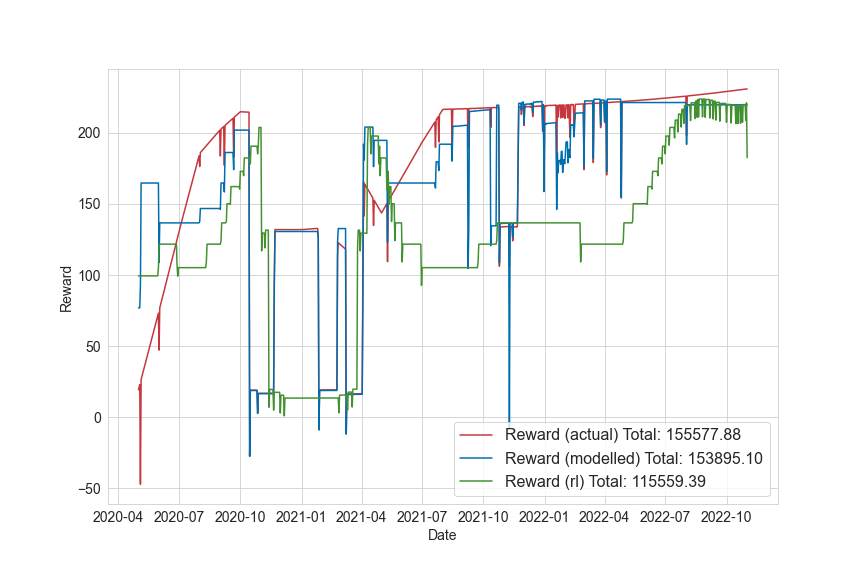 200
150
100
50
0
−50
Reward
Reward (actual) Total: 155577.88
Reward (modelled) Total: 153895.10
Reward (rl) Total: 115559.39
2020-04 2020-07 2020-10 2021-01 2021-04 2021-07 2021-10 2022-01 2022-04 2022-07 2022-10
Date